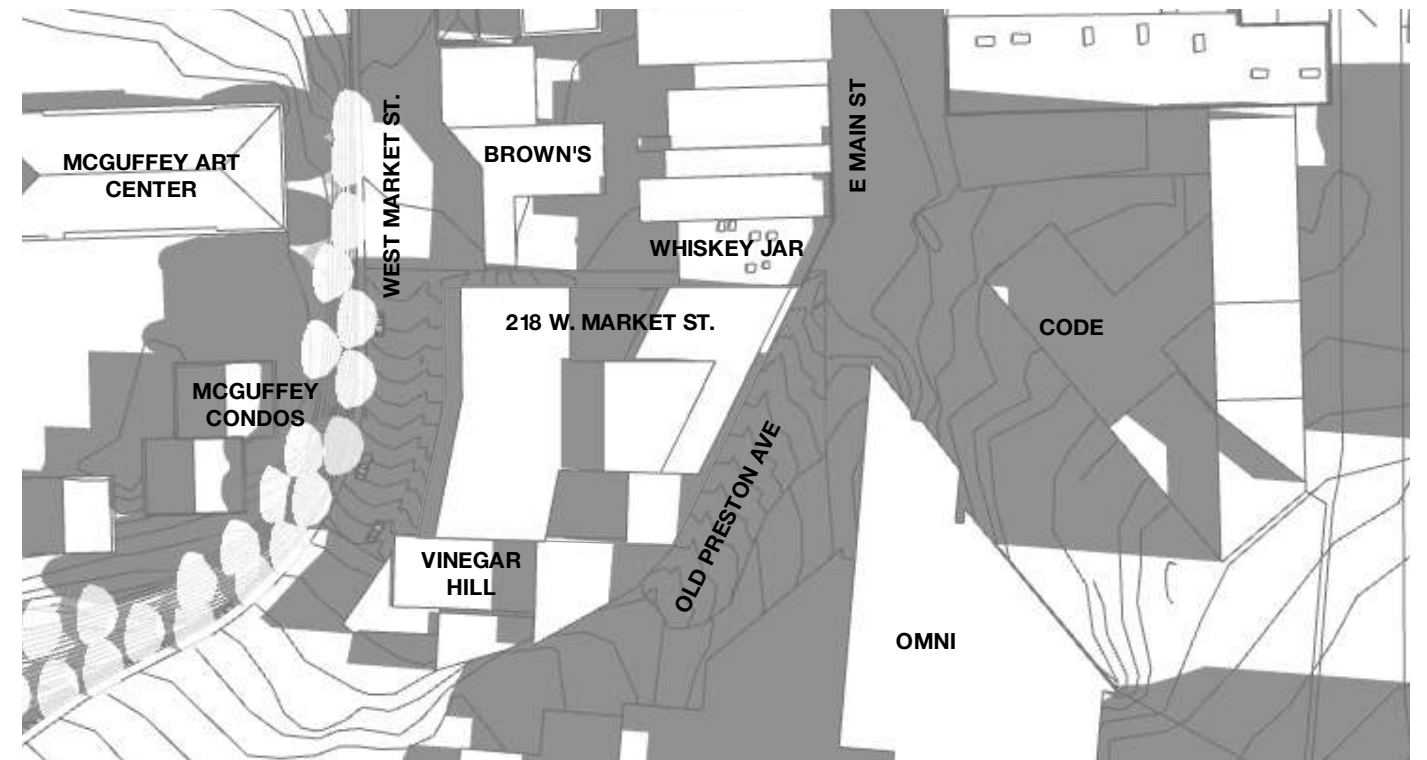 MCGUFFEY ART
CENTER
WEST MARKET ST.
BROWN'S
E MAIN ST
WHISKEY JAR
218 W. MARKET ST.
CODE
MCGUFFEY
CONDOS
OLD PRESTON AVE
VINEGAR
HILL
OMNI